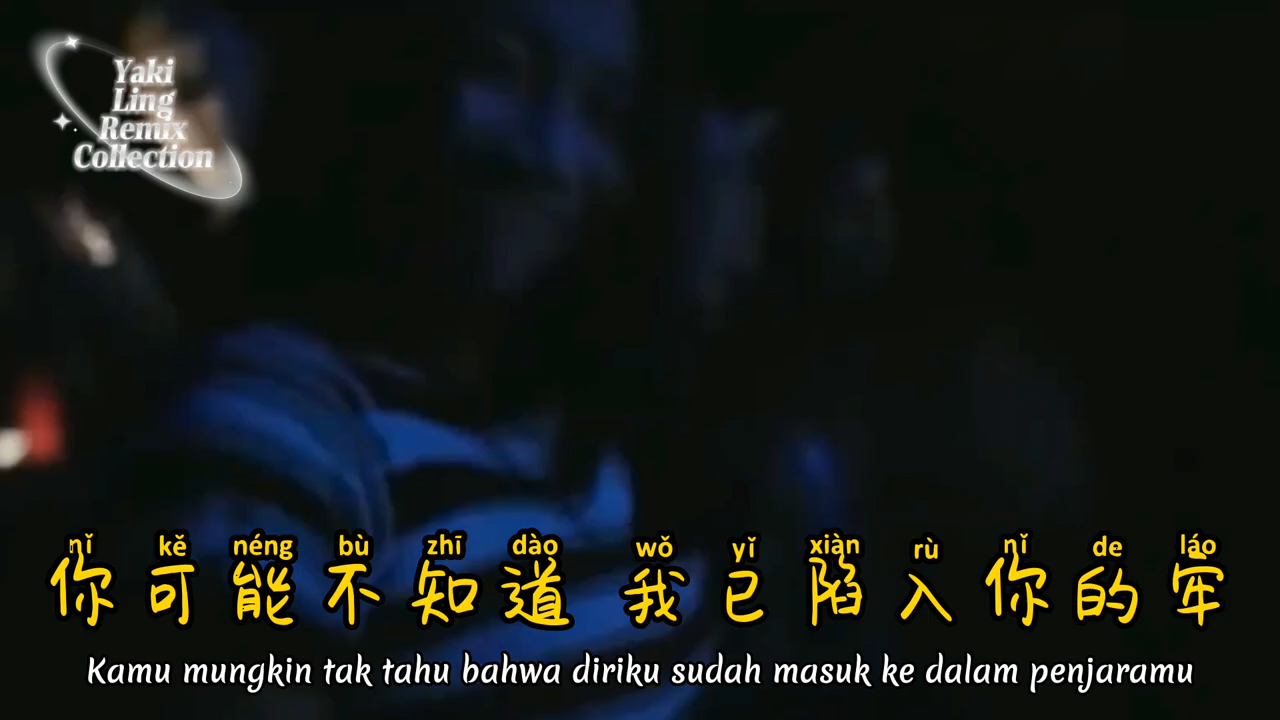 Yaki
Ling
Remix
Collection
nǐ kě néng bù zhī dào wǒ yǐ xiàn rù nǐ de láo
你可能不知道 我已陷入你的牢
Kamu mungkin tak tahu bahwa diriku sudah masuk ke dalam penjaramu